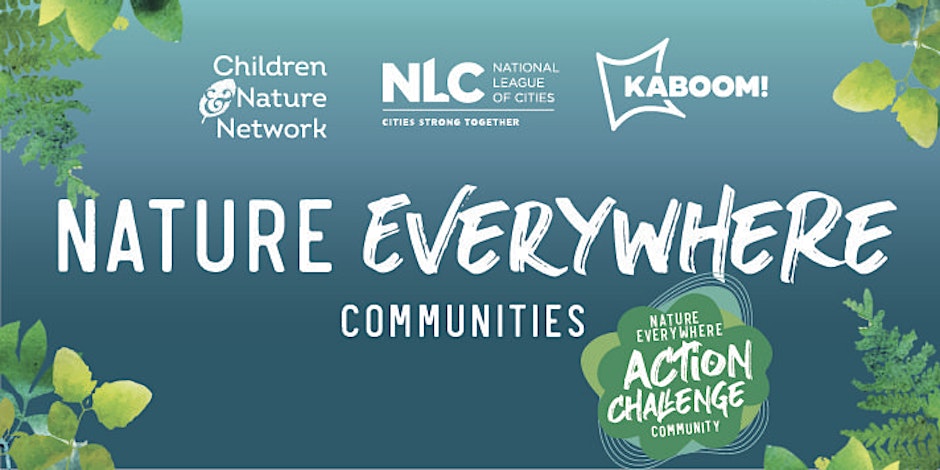 Children
& Nature
Network
NLC NATIONAL
LEAGUE
OF CITIES
CITIES STRONG TOGETHER
KABOOM!
NATURE EVERYWHERE
COMMUNITIES
NATURE
EVERYWHERE
ACTION
CHALLENGE
COMMUNITY